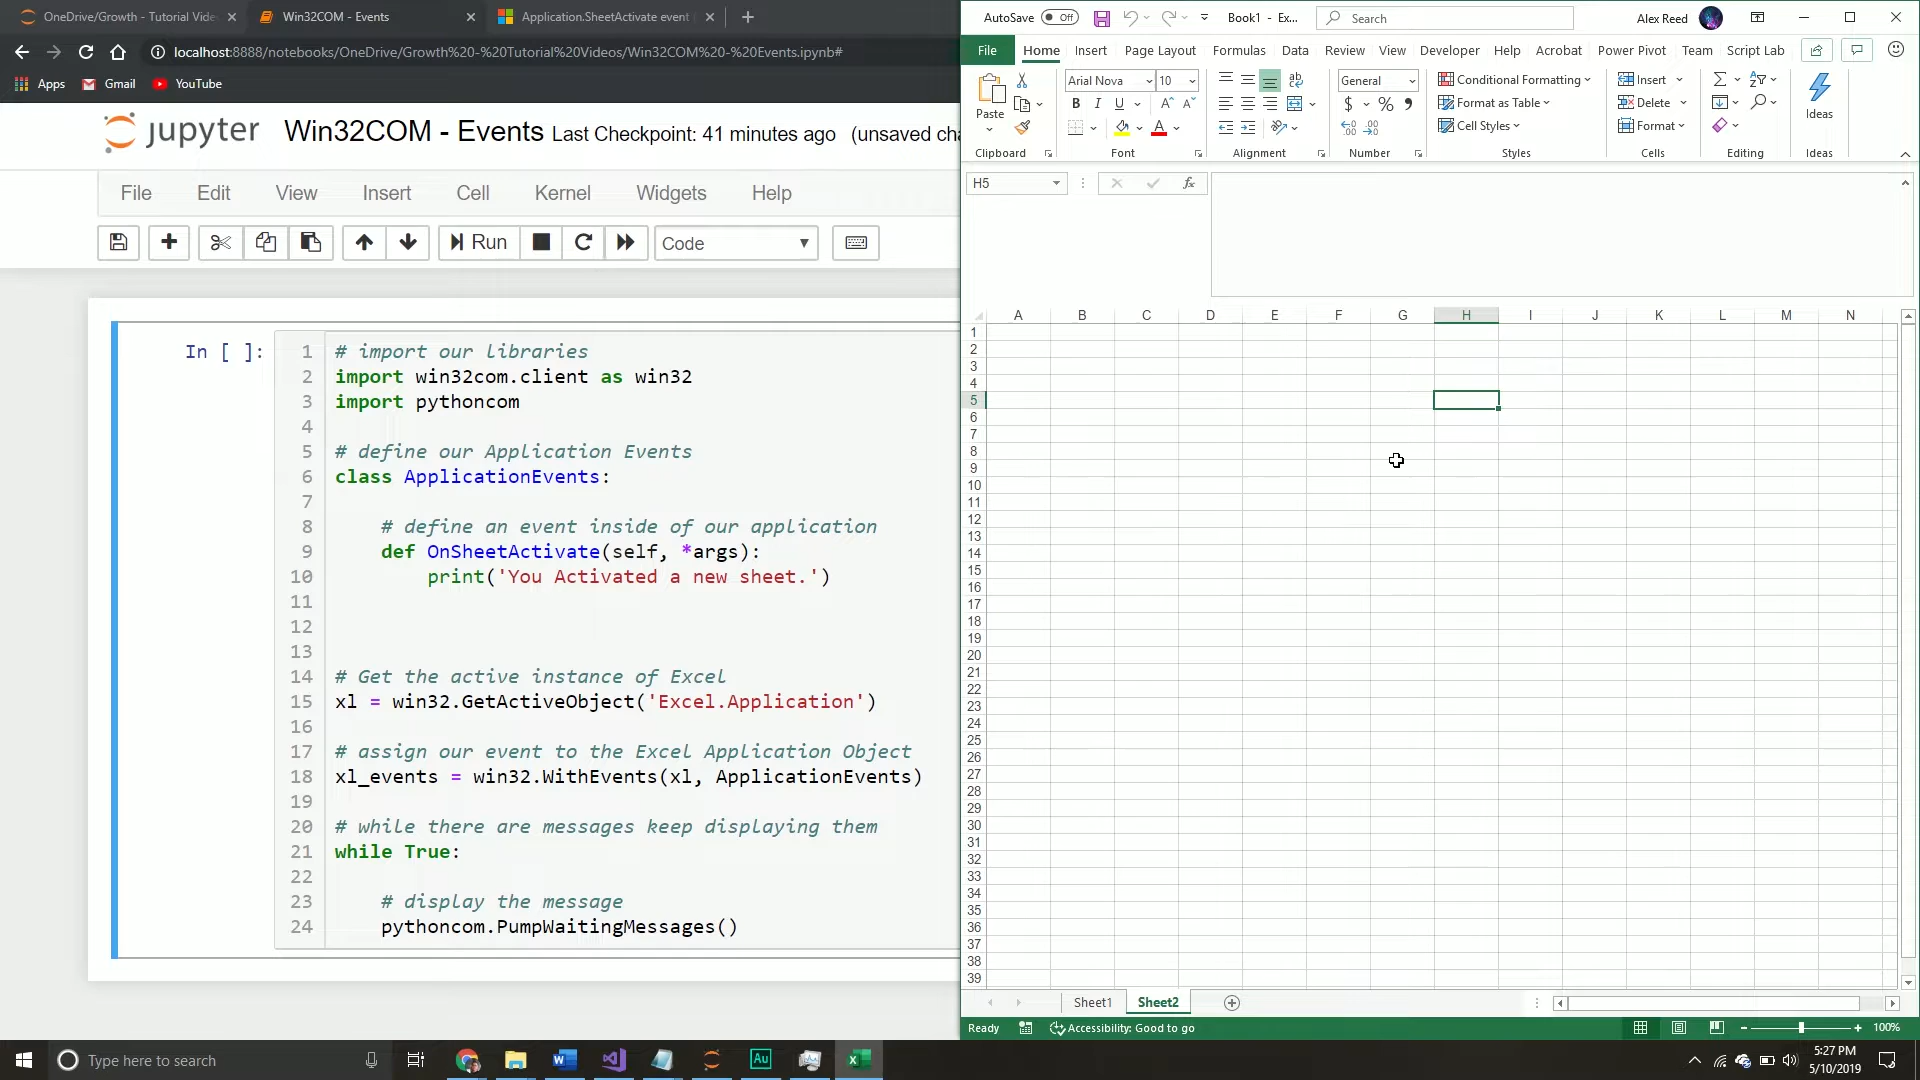 OneDrive/Growth - Tutorial Vide
Win32COM - Events
Application.SheetActivate event
localhost:8888/notebooks/OneDrive/Growth%20-%20Tutorial%20Videos/Win32COM%20-%20Events.ipynb#
Apps
Gmail
YouTube
jupyter
Win32COM - Events
Last Checkpoint: 41 minutes ago
(unsaved cha
File
Edit
View
Insert
Cell
Kernel
Widgets
Help
Run
Code
In [ ]:
1 # import our libraries
2 import win32com.client as win32
3 import pythoncom
4
5 # define our Application Events
6 class ApplicationEvents:
7
8 # define an event inside of our application
9 def OnSheetActivate(self, *args):
10 print('You Activated a new sheet.')
11
12
13
14 # Get the active instance of Excel
15 xl = win32.GetActiveObject('Excel.Application')
16
17 # assign our event to the Excel Application Object
18 xl_events = win32.WithEvents(xl, ApplicationEvents)
19
20 # while there are messages keep displaying them
21 while True:
22
23 # display the message
24 pythoncom.PumpWaitingMessages()
AutoSave
Off
Book1 - Ex...
Search
Alex Reed
File
Home
Insert
Page Layout
Formulas
Data
Review
View
Developer
Help
Acrobat
Power Pivot
Team
Script Lab
Paste
Clipboard
Arial Nova
10
B I U
Font
ab
Alignment
General
$ % ,
Number
Conditional Formatting
Format as Table
Cell Styles
Styles
Insert
Delete
Format
Cells
Editing
Ideas
Ideas
H5
fx
A B C D E F G H I J K L M N
1
2
3
4
5
6
7
8
9
10
11
12
13
14
15
16
17
18
19
20
21
22
23
24
25
26
27
28
29
30
31
32
33
34
35
36
37
38
39
Sheet1
Sheet2
Ready
Accessibility: Good to go
100%
Type here to search
Au
5:27 PM
5/10/2019